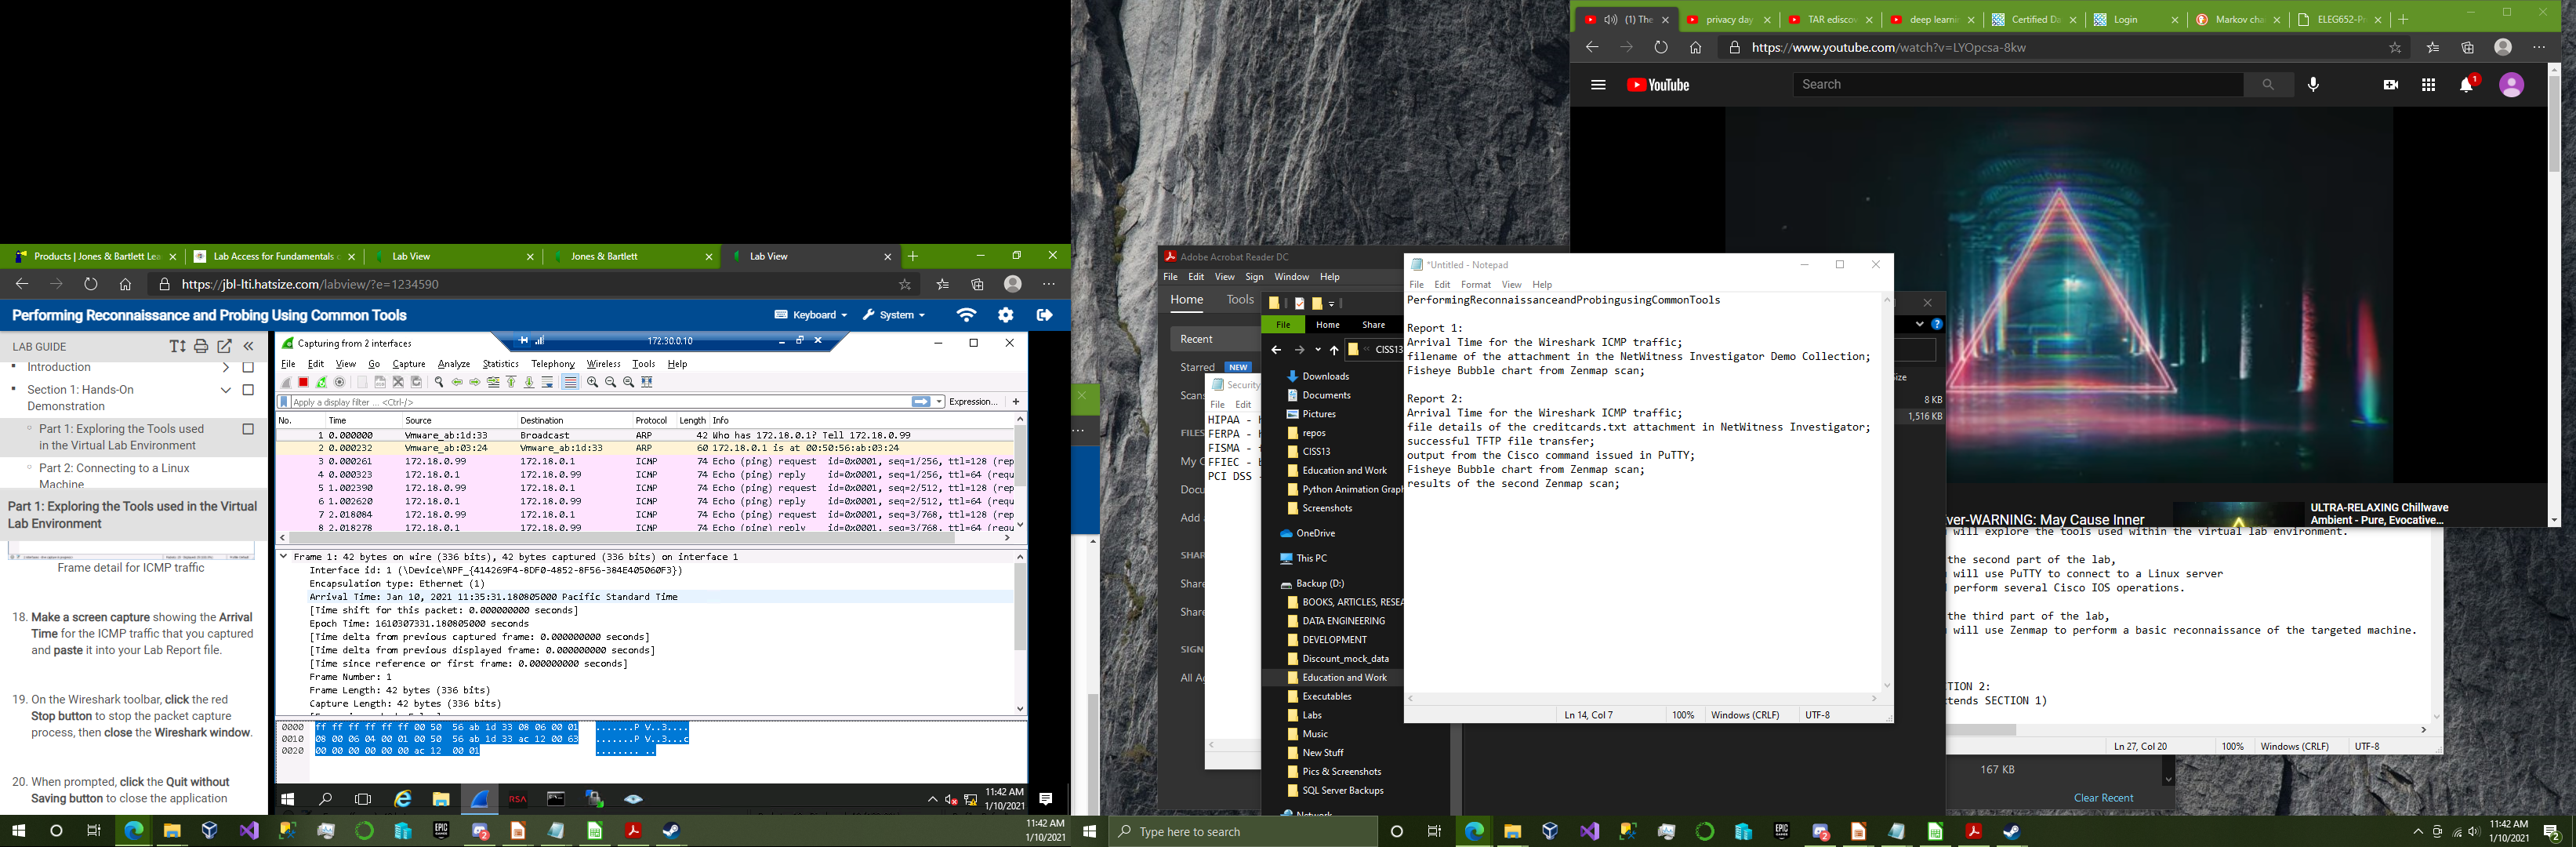 Products | Jones & Bartlett Lea
Lab Access for Fundamentals o
Lab View
Jones & Bartlett
Lab View
https://jbl-lti.hatsize.com/labview/?e=1234590
Performing Reconnaissance and Probing Using Common Tools
Keyboard
System
LAB GUIDE
Introduction
Section 1: Hands-On
Demonstration
Part 1: Exploring the Tools used
in the Virtual Lab Environment
Part 2: Connecting to a Linux
Machine
Part 1: Exploring the Tools used in the Virtual
Lab Environment
Frame detail for ICMP traffic
18. Make a screen capture showing the Arrival
Time for the ICMP traffic that you captured
and paste it into your Lab Report file.
19. On the Wireshark toolbar, click the red
Stop button to stop the packet capture
process, then close the Wireshark window.
20. When prompted, click the Quit without
Saving button to close the application
Capturing from 2 interfaces
172.30.0.10
File Edit View Go Capture Analyze Statistics Telephony Wireless Tools Help
Apply a display filter ... <Ctrl-/>
Expression... +
No. Time Source Destination Protocol Length Info
1 0.000000 Vmware_ab:1d:33 Broadcast ARP 42 Who has 172.18.0.1? Tell 172.18.0.99
2 0.000232 Vmware_ab:03:24 Vmware_ab:1d:33 ARP 60 172.18.0.1 is at 00:50:56:ab:03:24
3 0.000261 172.18.0.99 172.18.0.1 ICMP 74 Echo (ping) request id=0x0001, seq=1/256, ttl=128 (rep
4 0.000323 172.18.0.1 172.18.0.99 ICMP 74 Echo (ping) reply id=0x0001, seq=1/256, ttl=64 (requ
5 1.002390 172.18.0.99 172.18.0.1 ICMP 74 Echo (ping) request id=0x0001, seq=2/512, ttl=128 (rep
6 1.002620 172.18.0.1 172.18.0.99 ICMP 74 Echo (ping) reply id=0x0001, seq=2/512, ttl=64 (requ
7 2.018084 172.18.0.99 172.18.0.1 ICMP 74 Echo (ping) request id=0x0001, seq=3/768, ttl=128 (rep
8 2.018278 172.18.0.1 172.18.0.99 ICMP 74 Echo (ping) reply id=0x0001, seq=3/768, ttl=64 (requ
Frame 1: 42 bytes on wire (336 bits), 42 bytes captured (336 bits) on interface 1
Interface id: 1 (\Device\NPF_{414269F4-8DF0-4852-8F56-384E405060F3})
Encapsulation type: Ethernet (1)
Arrival Time: Jan 10, 2021 11:35:31.180805000 Pacific Standard Time
[Time shift for this packet: 0.000000000 seconds]
Epoch Time: 1610307331.180805000 seconds
[Time delta from previous captured frame: 0.000000000 seconds]
[Time delta from previous displayed frame: 0.000000000 seconds]
[Time since reference or first frame: 0.000000000 seconds]
Frame Number: 1
Frame Length: 42 bytes (336 bits)
Capture Length: 42 bytes (336 bits)
0000 ff ff ff ff ff ff 00 50 56 ab 1d 33 08 06 00 01 .......P V..3....
0010 08 00 06 04 00 01 00 50 56 ab 1d 33 ac 12 00 63 .......P V..3...c
0020 00 00 00 00 00 00 ac 12 00 01 ........ ..
RSA
11:42 AM
1/10/2021
EPIC
11:42 AM
1/10/2021
Adobe Acrobat Reader DC
File Edit View Sign Window Help
Home Tools
Recent
Starred NEW
Scans
FILES
My C
Docu
Add a
SHAR
Share
Share
SIGN
All Ag
Security
File Edit
HIPAA -
FERPA -
FISMA -
FFIEC -
PCI DSS -
File Home Share
CISS13
Downloads
Documents
Pictures
repos
CISS13
Education and Work
Python Animation Graph
Screenshots
OneDrive
This PC
Backup (D:)
BOOKS, ARTICLES, RESEA
DATA ENGINEERING
DEVELOPMENT
Discount_mock_data
Education and Work
Executables
Labs
Music
New Stuff
Pics & Screenshots
SQL Server Backups
Network
*Untitled - Notepad
File Edit Format View Help
PerformingReconnaissanceandProbingusingCommonTools
Report 1:
Arrival Time for the Wireshark ICMP traffic;
filename of the attachment in the NetWitness Investigator Demo Collection;
Fisheye Bubble chart from Zenmap scan;
Report 2:
Arrival Time for the Wireshark ICMP traffic;
file details of the creditcards.txt attachment in NetWitness Investigator;
successful TFTP file transfer;
output from the Cisco command issued in PuTTY;
Fisheye Bubble chart from Zenmap scan;
results of the second Zenmap scan;
Ln 14, Col 7 100% Windows (CRLF) UTF-8
Size
8 KB
1,516 KB
(1) The
privacy day
TAR ediscov
deep learnin
Certified Da
Login
Markov cha
ELEG652-Pr
https://www.youtube.com/watch?v=LYOpcsa-8kw
YouTube
Search
1
ver-WARNING: May Cause Inner
ULTRA-RELAXING Chillwave
Ambient - Pure, Evocative...
will explore the tools used within the virtual lab environment.
the second part of the lab,
will use PuTTY to connect to a Linux server
perform several Cisco IOS operations.
the third part of the lab,
will use Zenmap to perform a basic reconnaissance of the targeted machine.
TION 2:
tends SECTION 1)
Ln 27, Col 20 100% Windows (CRLF) UTF-8
167 KB
Clear Recent
Type here to search
EPIC
11:42 AM
1/10/2021
2